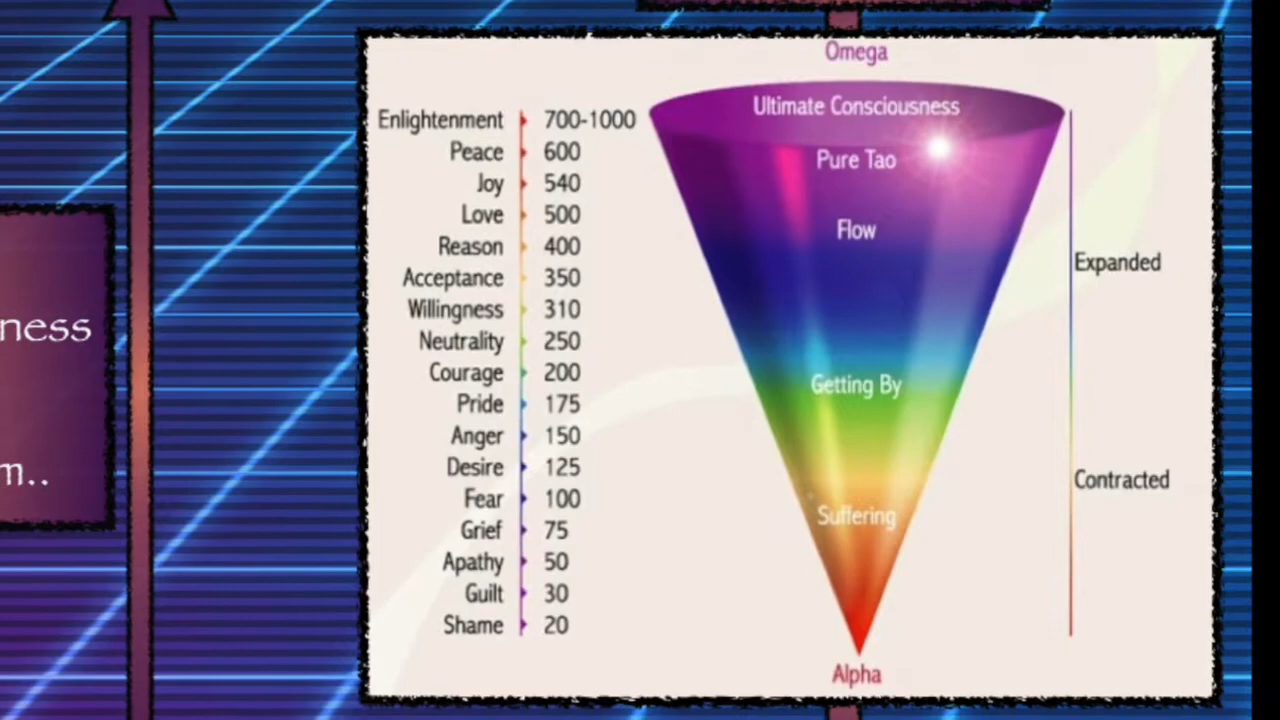 Omega
Ultimate Consciousness
Enlightenment 700-1000
Peace 600
Pure Tao
Joy 540
Love 500
Flow
Reason 400
Expanded
Acceptance 350
Willingness 310
ness
Neutrality 250
Courage 200
Getting By
Pride 175
Anger 150
Desire 125
m..
Contracted
Fear 100
Suffering
Grief 75
Apathy 50
Guilt 30
Shame 20
Alpha